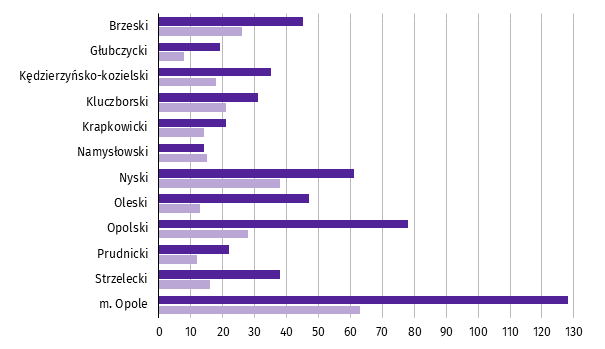 Brzeski
Głubczycki
Kędzierzyńsko-kozielski
Kluczborski
Krapkowicki
Namysłowski
Nyski
Oleski
Opolski
Prudnicki
Strzelecki
m. Opole
0 10 20 30 40 50 60 70 80 90 100 110 120 130